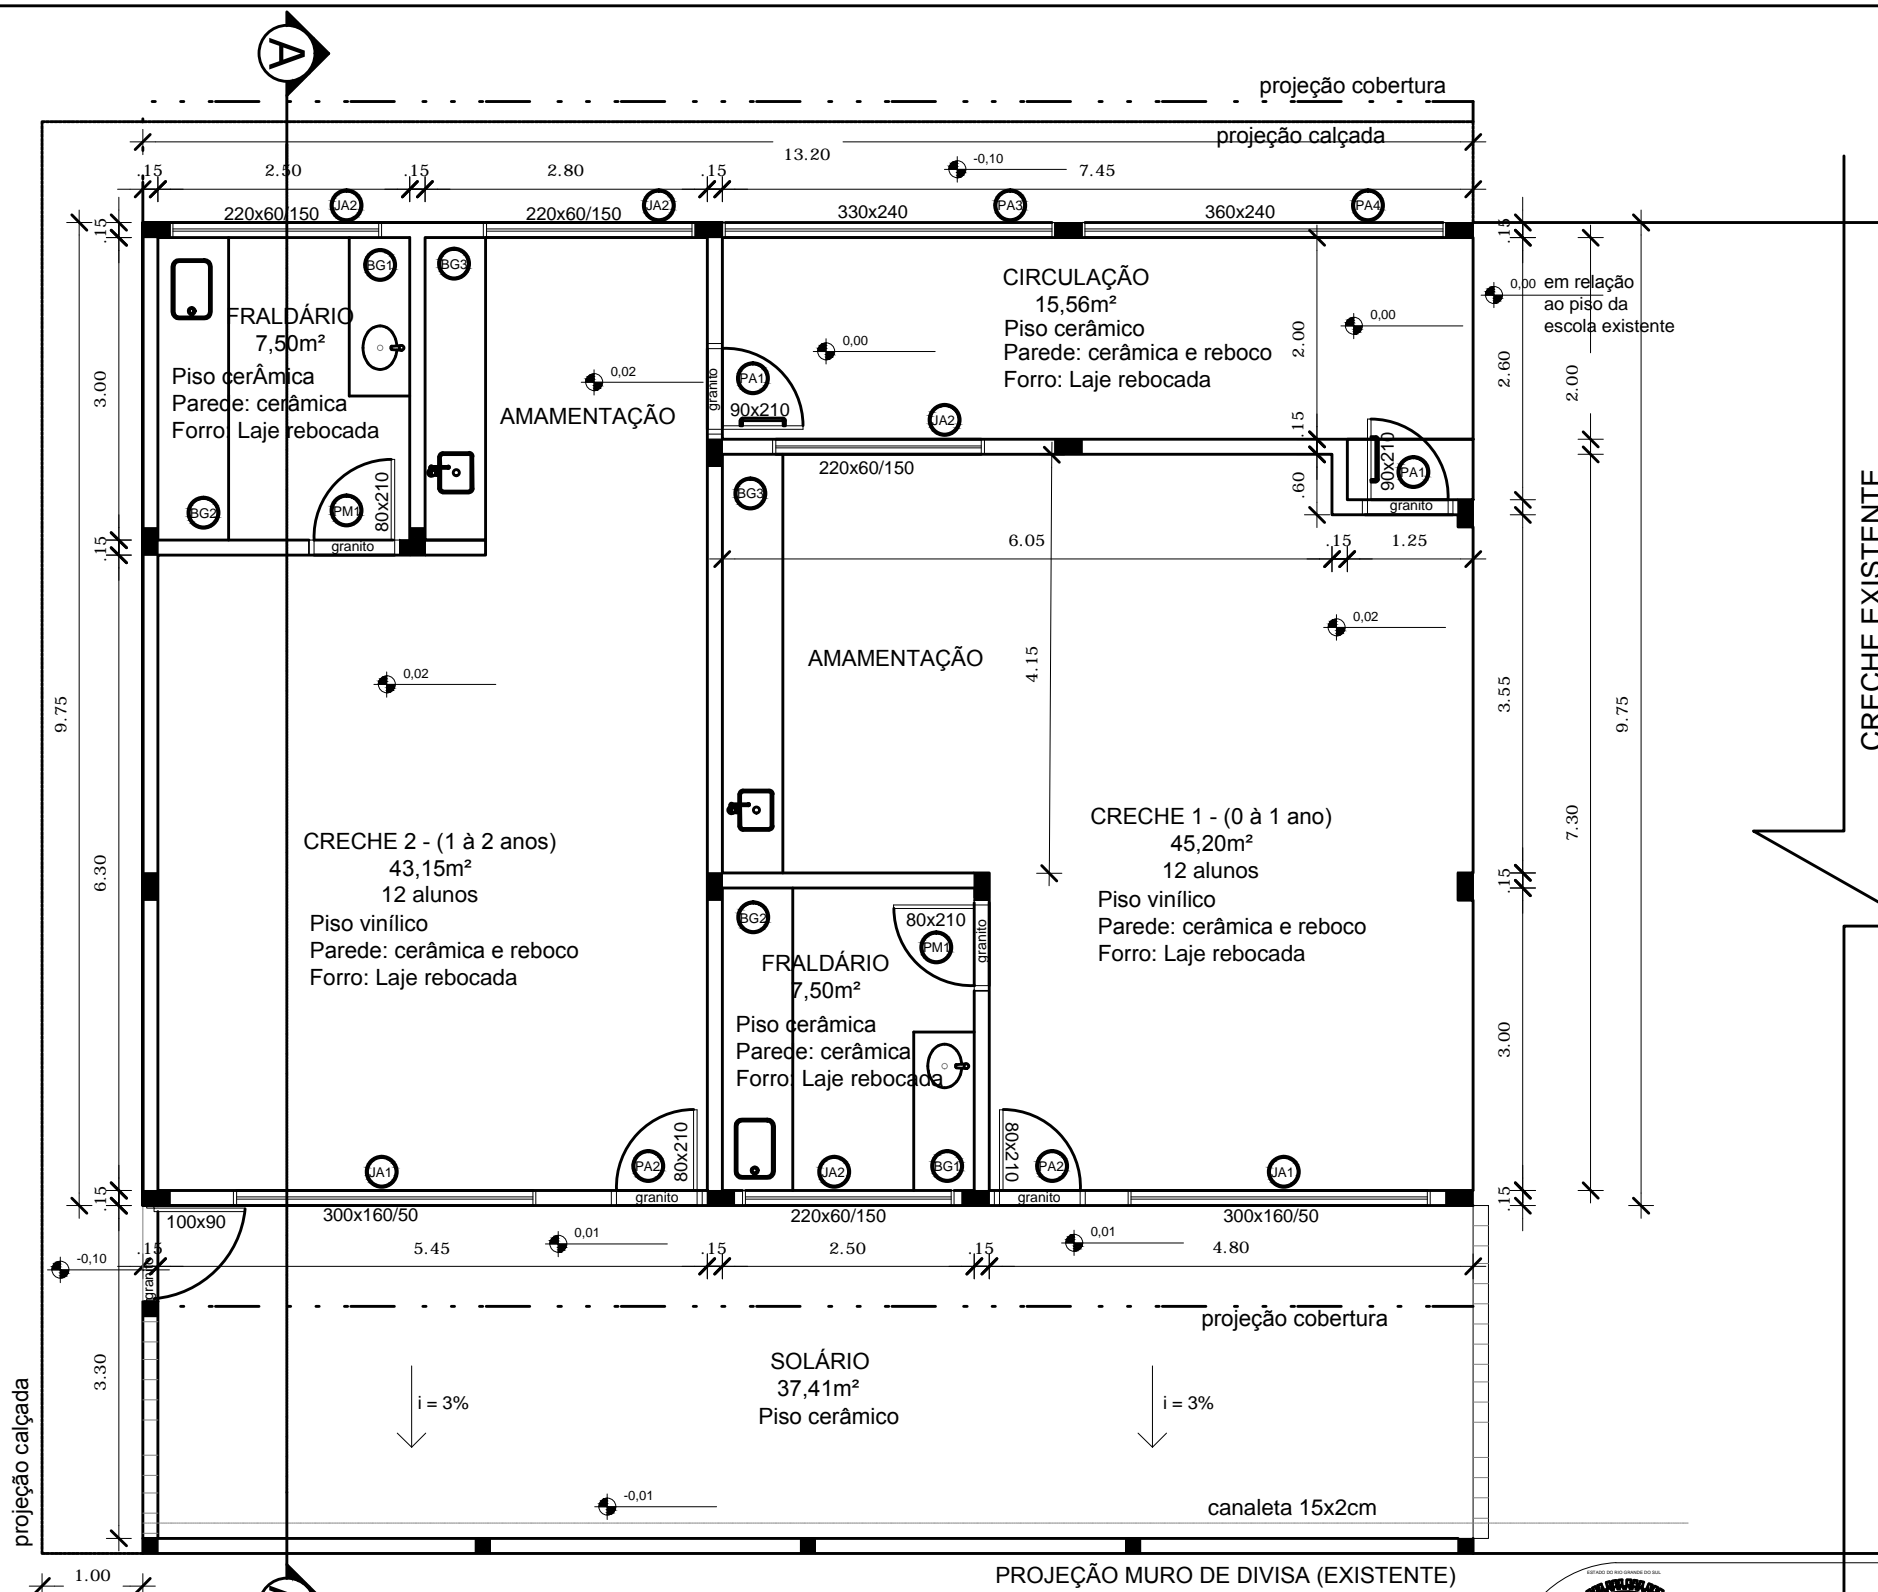 A
projeção cobertura
projeção calçada
13.20
.15
2.50
.15
2.80
.15
-0,10
7.45
220x60/150
JA2
220x60/150
JA2
330x240
PA3
360x240
PA4
.15
.15
BG1
BG3
FRALDÁRIO
7,50m²
Piso cerÂmica
Parede: cerâmica
Forro: Laje rebocada
BG2
PM1
80x210
granito
3.00
.15
0,02
AMAMENTAÇÃO
granito
PA1
90x210
0,00
CIRCULAÇÃO
15,56m²
Piso cerâmico
Parede: cerâmica e reboco
Forro: Laje rebocada
JA2
220x60/150
2.00
.15
.60
0,00
0,00 em relação
ao piso da
escola existente
2.60
2.00
90x210
PA1
granito
BG3
6.05
.15
1.25
0,02
AMAMENTAÇÃO
4.15
3.55
9.75
7.30
CRECHE EXISTENTE
9.75
0,02
6.30
CRECHE 2 - (1 à 2 anos)
43,15m²
12 alunos
Piso vinílico
Parede: cerâmica e reboco
Forro: Laje rebocada
CRECHE 1 - (0 à 1 ano)
45,20m²
12 alunos
Piso vinílico
Parede: cerâmica e reboco
Forro: Laje rebocada
.15
BG2
80x210
PM1
granito
FRALDÁRIO
7,50m²
Piso cerâmica
Parede: cerâmica
Forro: Laje rebocada
3.00
JA1
PA2
80x210
granito
JA2
BG1
80x210
PA2
granito
JA1
.15
.15
100x90
300x160/50
220x60/150
300x160/50
-0,10
granito
.15
5.45
0,01
.15
2.50
.15
0,01
4.80
projeção cobertura
3.30
SOLÁRIO
37,41m²
Piso cerâmico
i = 3%
i = 3%
projeção calçada
-0,01
canaleta 15x2cm
1.00
PROJEÇÃO MURO DE DIVISA (EXISTENTE)
ESTADO DO RIO GRANDE DO SUL